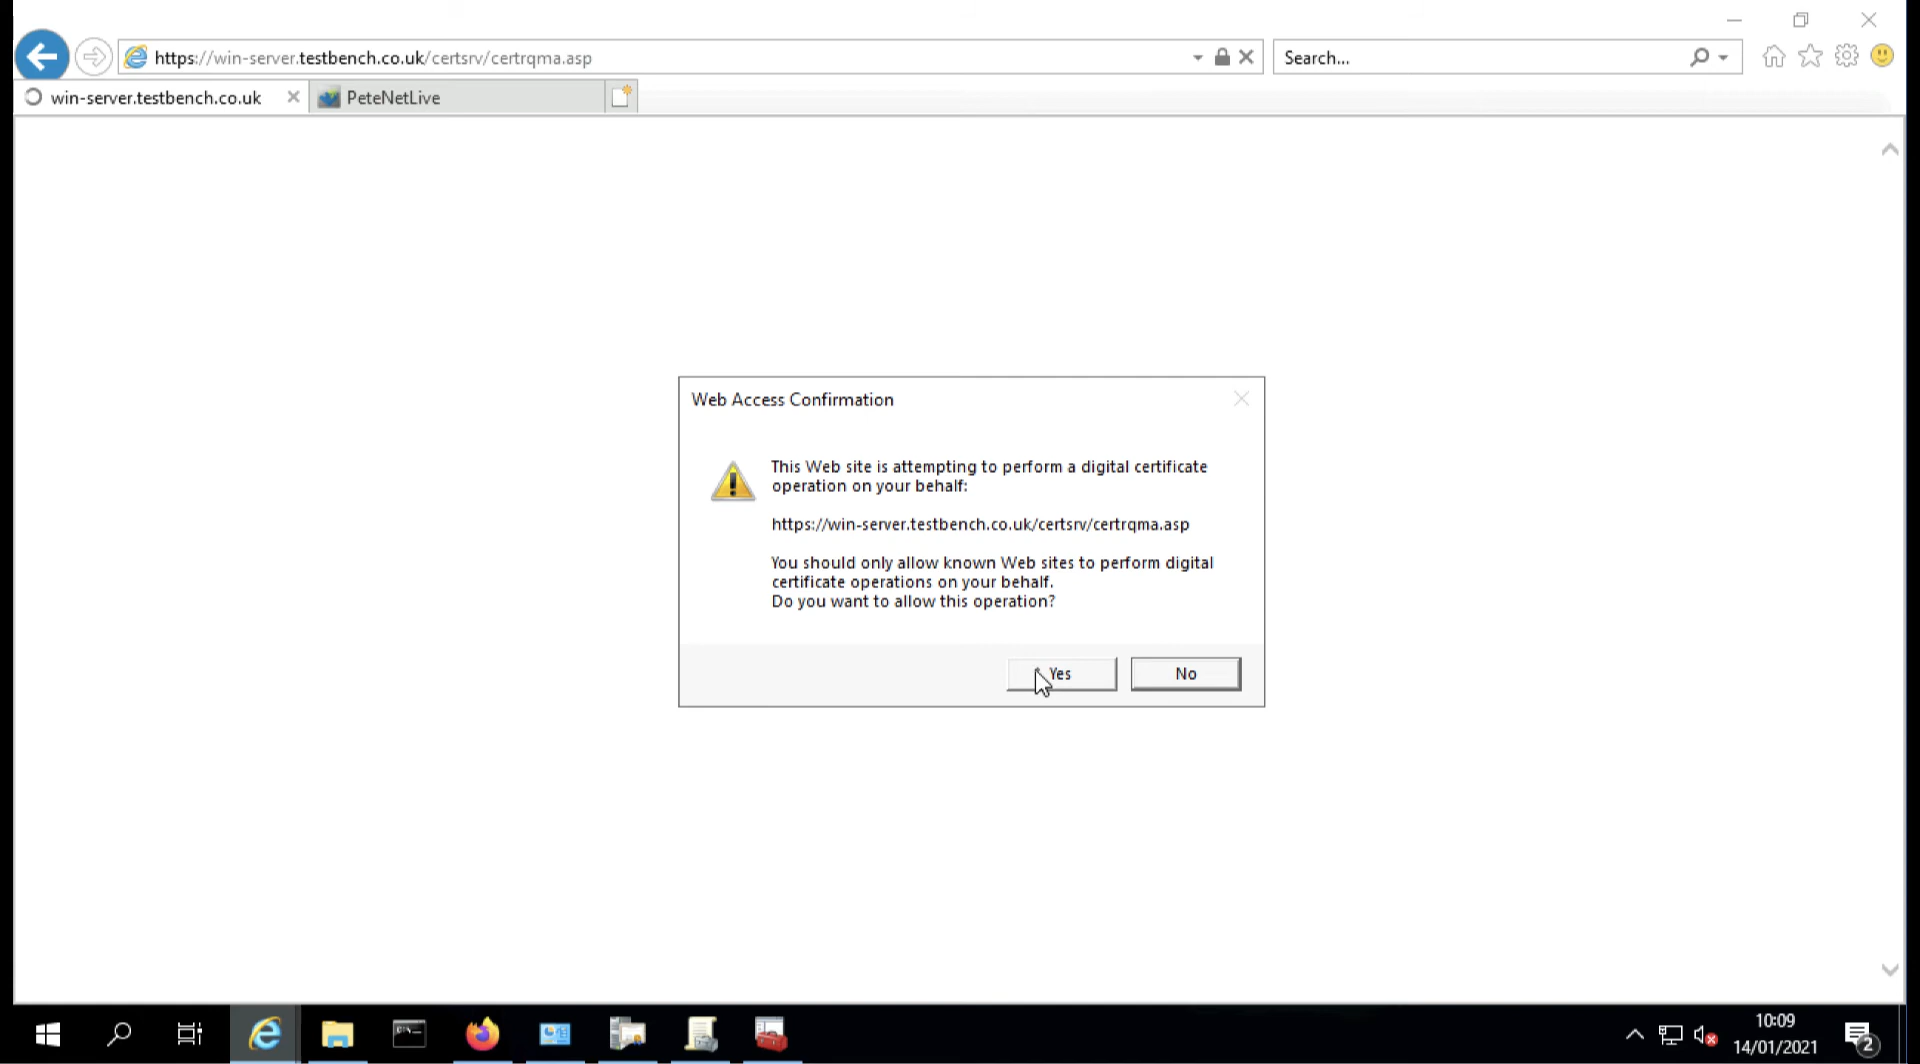 https://win-server.testbench.co.uk/certsrv/certrqma.asp
Search...
win-server.testbench.co.uk
PeteNetLive
Web Access Confirmation
This Web site is attempting to perform a digital certificate
operation on your behalf:
https://win-server.testbench.co.uk/certsrv/certrqma.asp
You should only allow known Web sites to perform digital
certificate operations on your behalf.
Do you want to allow this operation?
Yes
No
10:09
14/01/2021
2